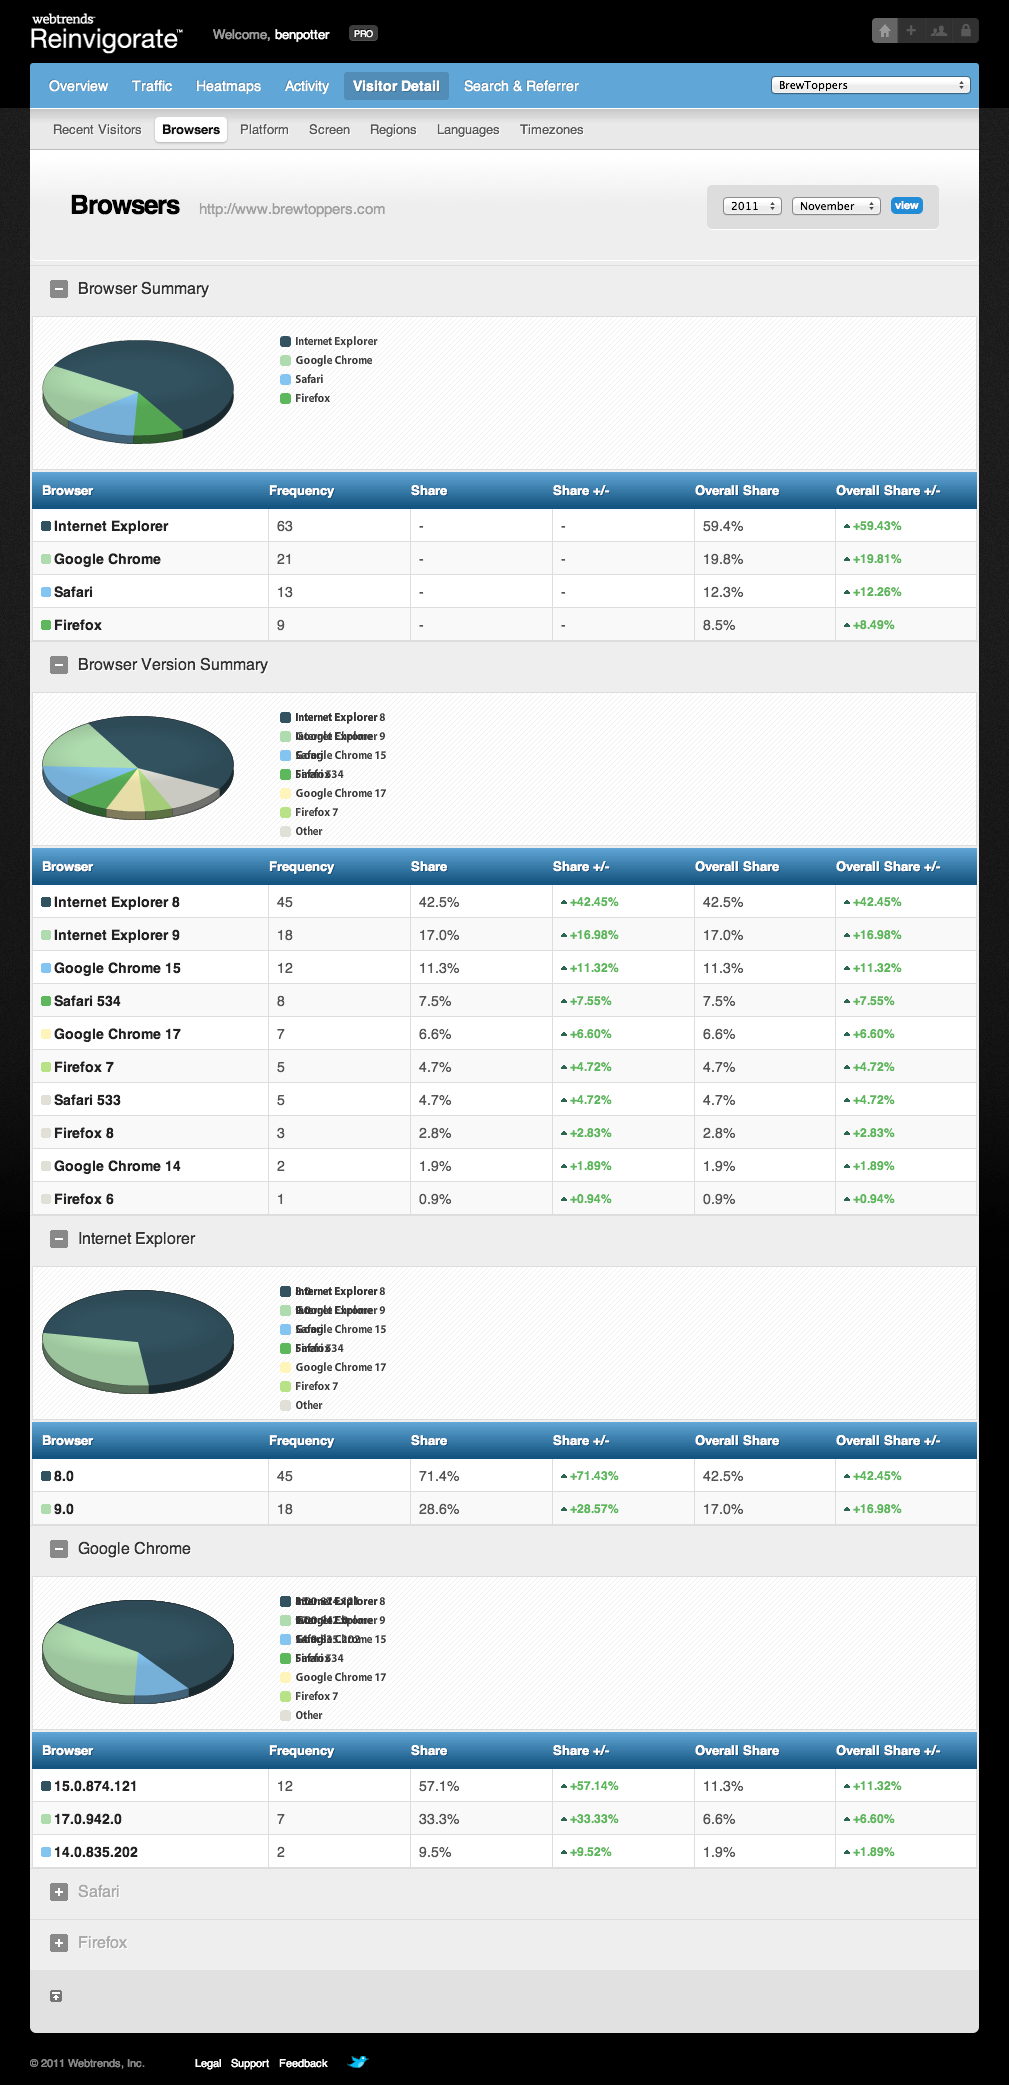 webtrends
Reinvigorate™
Welcome, benpotter PRO
Overview Traffic Heatmaps Activity Visitor Detail Search & Referrer BrewToppers
Recent Visitors Browsers Platform Screen Regions Languages Timezones
Browsers http://www.brewtoppers.com 2011 November view
Browser Summary
Internet Explorer
Google Chrome
Safari
Firefox
Browser Frequency Share Share +/- Overall Share Overall Share +/-
Internet Explorer 63 - - 59.4% +59.43%
Google Chrome 21 - - 19.8% +19.81%
Safari 13 - - 12.3% +12.26%
Firefox 9 - - 8.5% +8.49%
Browser Version Summary
Internet Explorer 8
Explorer 9
Chrome 15
534
Google Chrome 17
Firefox 7
Other
Browser Frequency Share Share +/- Overall Share Overall Share +/-
Internet Explorer 8 45 42.5% +42.45% 42.5% +42.45%
Internet Explorer 9 18 17.0% +16.98% 17.0% +16.98%
Google Chrome 15 12 11.3% +11.32% 11.3% +11.32%
Safari 534 8 7.5% +7.55% 7.5% +7.55%
Google Chrome 17 7 6.6% +6.60% 6.6% +6.60%
Firefox 7 5 4.7% +4.72% 4.7% +4.72%
Safari 533 5 4.7% +4.72% 4.7% +4.72%
Firefox 8 3 2.8% +2.83% 2.8% +2.83%
Google Chrome 14 2 1.9% +1.89% 1.9% +1.89%
Firefox 6 1 0.9% +0.94% 0.9% +0.94%
Internet Explorer
Internet Explorer 8
Explorer 9
Chrome 15
534
Google Chrome 17
Firefox 7
Other
Browser Frequency Share Share +/- Overall Share Overall Share +/-
8.0 45 71.4% +71.43% 42.5% +42.45%
9.0 18 28.6% +28.57% 17.0% +16.98%
Google Chrome
Explorer 8
Explorer 9
Chrome 15
534
Google Chrome 17
Firefox 7
Other
Browser Frequency Share Share +/- Overall Share Overall Share +/-
15.0.874.121 12 57.1% +57.14% 11.3% +11.32%
17.0.942.0 7 33.3% +33.33% 6.6% +6.60%
14.0.835.202 2 9.5% +9.52% 1.9% +1.89%
Safari
Firefox
© 2011 Webtrends, Inc. Legal Support Feedback